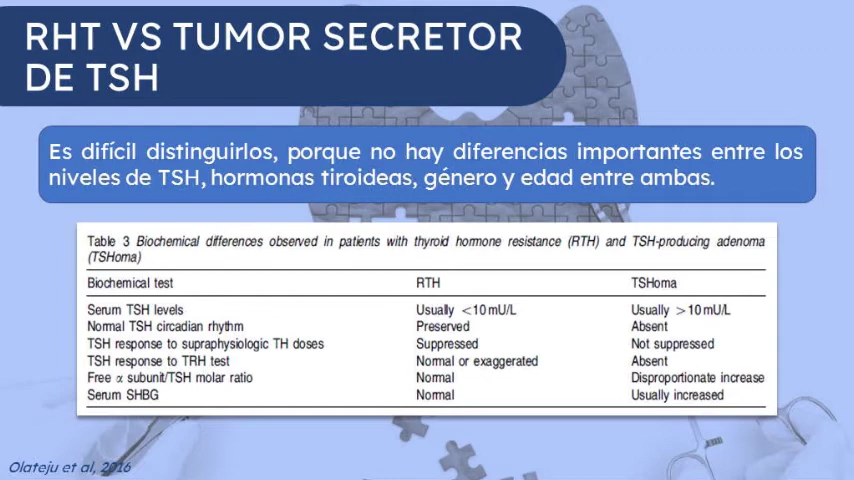 RHT VS TUMOR SECRETOR
DE TSH
Es difícil distinguirlos, porque no hay diferencias importantes entre los
niveles de TSH, hormonas tiroideas, género y edad entre ambas.
Table 3 Biochemical differences observed in patients with thyroid hormone resistance (RTH) and TSH-producing adenoma
(TSHoma)
Biochemical test RTH TSHoma
Serum TSH levels Usually <10 mU/L Usually >10 mU/L
Normal TSH circadian rhythm Preserved Absent
TSH response to supraphysiologic TH doses Suppressed Not suppressed
TSH response to TRH test Normal or exaggerated Absent
Free α subunit/TSH molar ratio Normal Disproportionate increase
Serum SHBG Normal Usually increased
Olateju et al, 2016